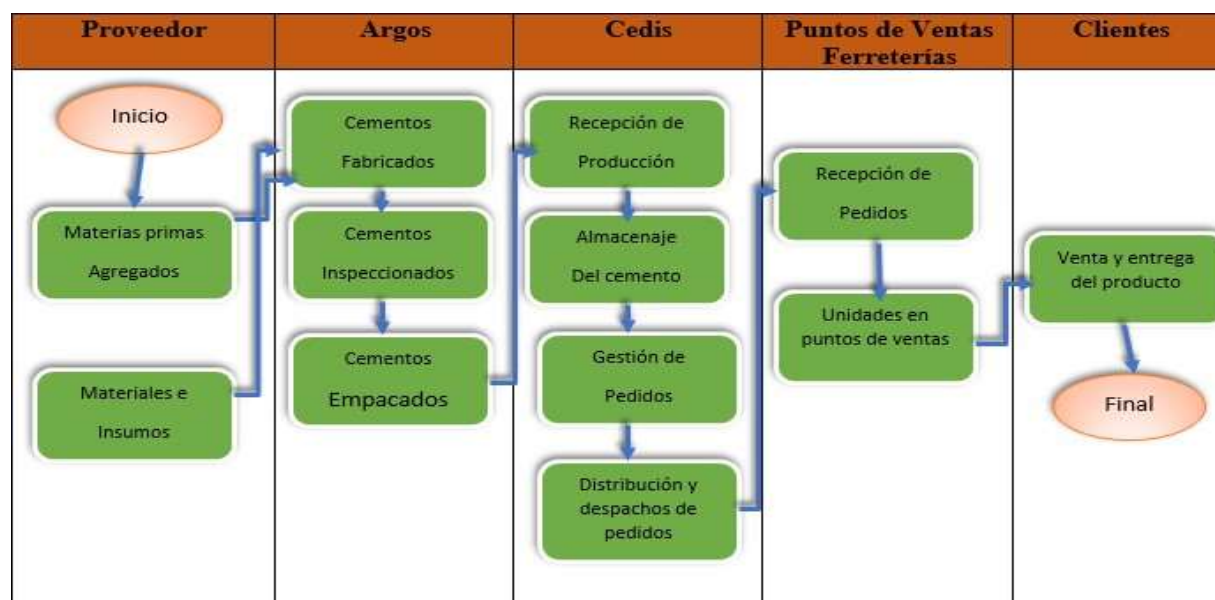 Proveedor
Argos
Cedis
Puntos de Ventas
Ferreterías
Clientes
Inicio
Materias primas
Agregados
Materiales e
Insumos
Cementos
Fabricados
Cementos
Inspeccionados
Cementos
Empacados
Recepción de
Producción
Almacenaje
Del cemento
Gestión de
Pedidos
Distribución y
despachos de
pedidos
Recepción de
Pedidos
Unidades en
puntos de ventas
Venta y entrega
del producto
Final